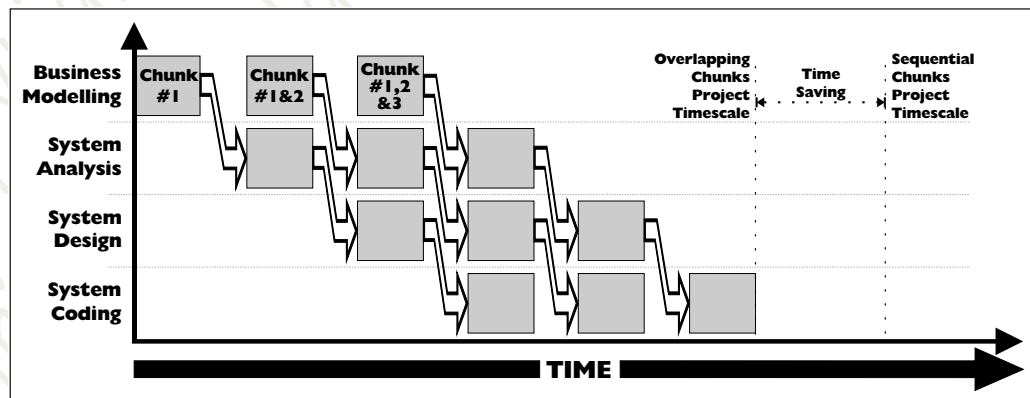 Business
Modelling
System
Analysis
System
Design
System
Coding
Chunk
#1
Chunk
#1&2
Chunk
#1,2
&3
Overlapping
Chunks
Project
Timescale
Time
Saving
Sequential
Chunks
Project
Timescale
TIME